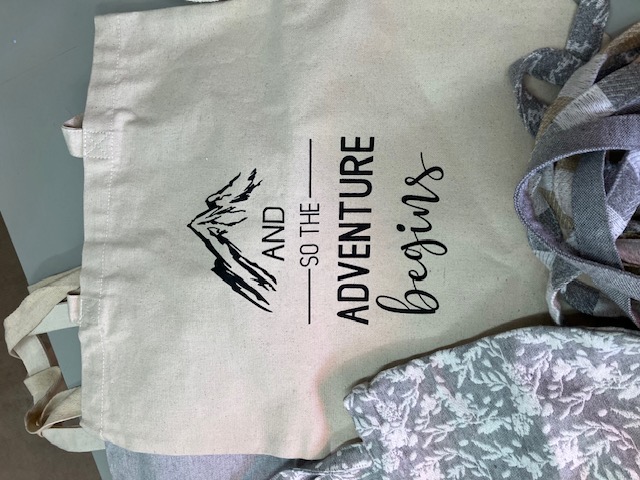 AND
SO THE
ADVENTURE
begins